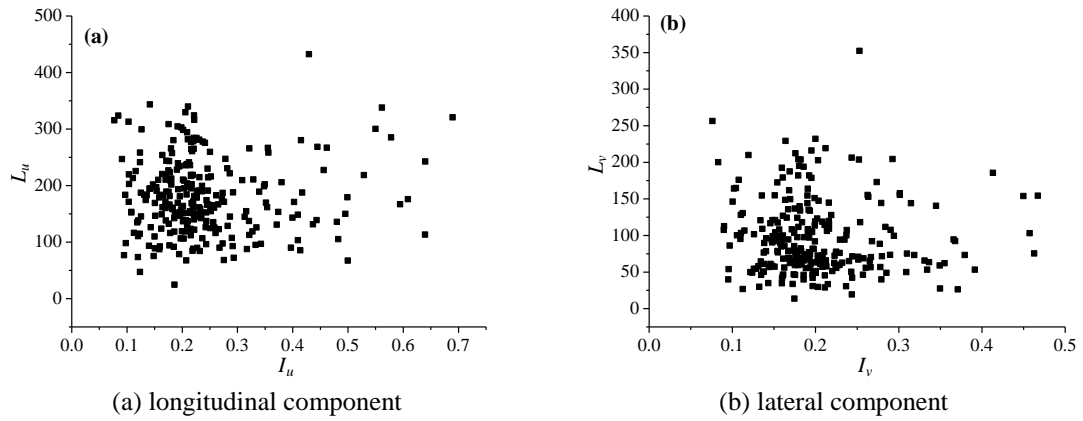 (a)
500
400
300
200
100
0
L_u
0.0 0.1 0.2 0.3 0.4 0.5 0.6 0.7
I_u
(a) longitudinal component
(b)
400
350
300
250
200
150
100
50
0
L_v
0.0 0.1 0.2 0.3 0.4 0.5
I_v
(b) lateral component